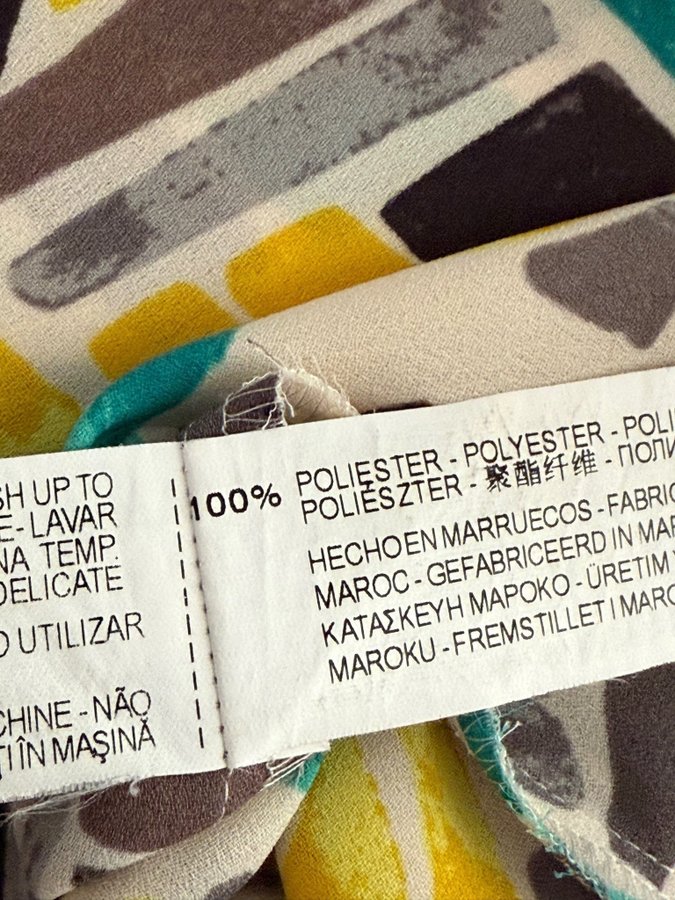 SH UP TO
E - LAVAR
NA TEMP.
DELICATE
O UTILIZAR
CHINE - NÃO
ȚI ÎN MAŞINĂ
100% POLIESTER - POLYESTER - POLI
POLIÉSZTER - 聚酯纤维 - ПОЛИ
HECHO EN MARRUECOS - FABRIC
MAROC - GEFABRICEERD IN MAR
ΚΑΤΑΣΚΕΥΗ ΜΑΡΟΚΟ - ÜRETIM Y
MAROKU - FREMSTILLET I MARO